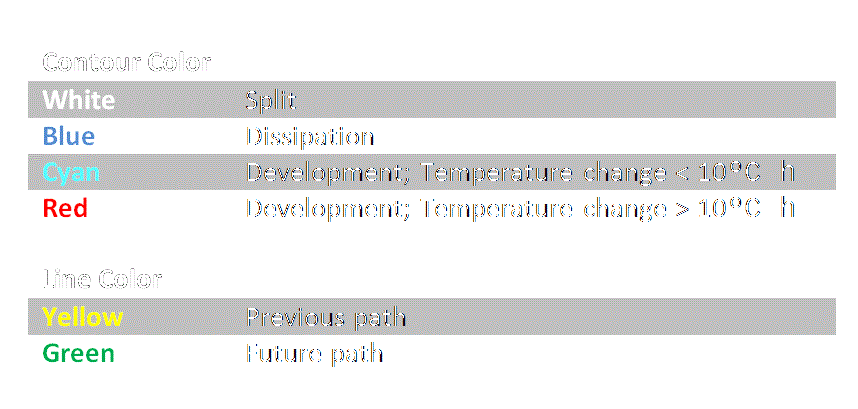 Contour Color
White Split
Blue Dissipation
Cyan Development; Temperature change < 10°C h
Red Development; Temperature change > 10°C h
Line Color
Yellow Previous path
Green Future path